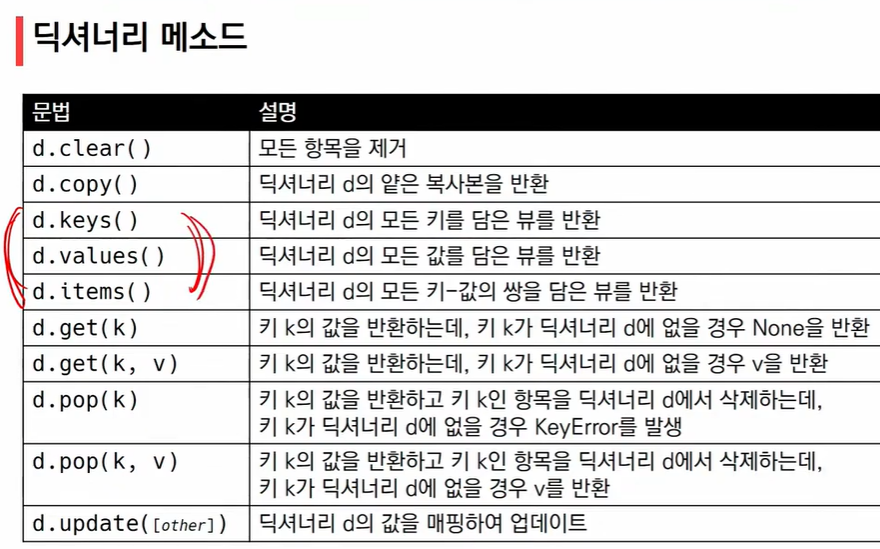 딕셔너리 메소드
문법 설명
d.clear() 모든 항목을 제거
d.copy() 딕셔너리 d의 얕은 복사본을 반환
d.keys() 딕셔너리 d의 모든 키를 담은 뷰를 반환
d.values() 딕셔너리 d의 모든 값를 담은 뷰를 반환
d.items() 딕셔너리 d의 모든 키-값의 쌍을 담은 뷰를 반환
d.get(k) 키 k의 값을 반환하는데, 키 k가 딕셔너리 d에 없을 경우 None을 반환
d.get(k, v) 키 k의 값을 반환하는데, 키 k가 딕셔너리 d에 없을 경우 v을 반환
d.pop(k) 키 k의 값을 반환하고 키 k인 항목을 딕셔너리 d에서 삭제하는데,
키 k가 딕셔너리 d에 없을 경우 KeyError를 발생
d.pop(k, v) 키 k의 값을 반환하고 키 k인 항목을 딕셔너리 d에서 삭제하는데,
키 k가 딕셔너리 d에 없을 경우 v를 반환
d.update([other]) 딕셔너리 d의 값을 매핑하여 업데이트